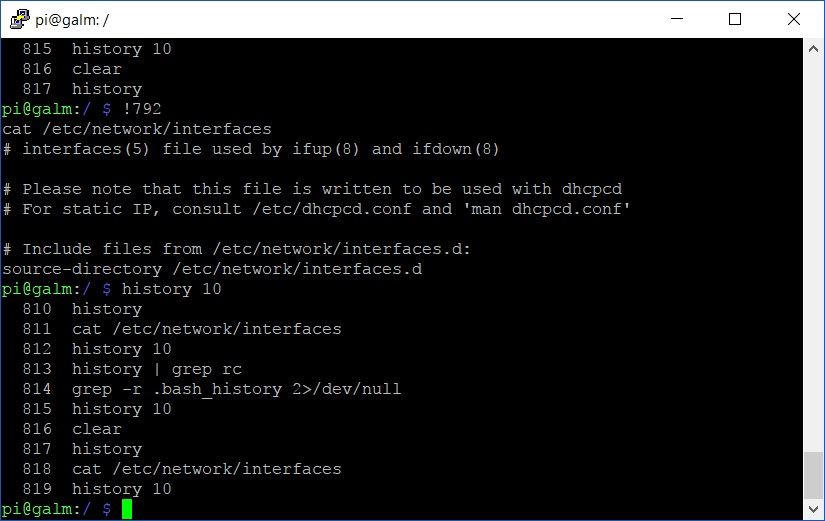 pi@galm: /
815 history 10
816 clear
817 history
pi@galm:/ $ !792
cat /etc/network/interfaces
# interfaces(5) file used by ifup(8) and ifdown(8)
# Please note that this file is written to be used with dhcpcd
# For static IP, consult /etc/dhcpcd.conf and 'man dhcpcd.conf'
# Include files from /etc/network/interfaces.d:
source-directory /etc/network/interfaces.d
pi@galm:/ $ history 10
810 history
811 cat /etc/network/interfaces
812 history 10
813 history | grep rc
814 grep -r .bash_history 2>/dev/null
815 history 10
816 clear
817 history
818 cat /etc/network/interfaces
819 history 10
pi@galm:/ $